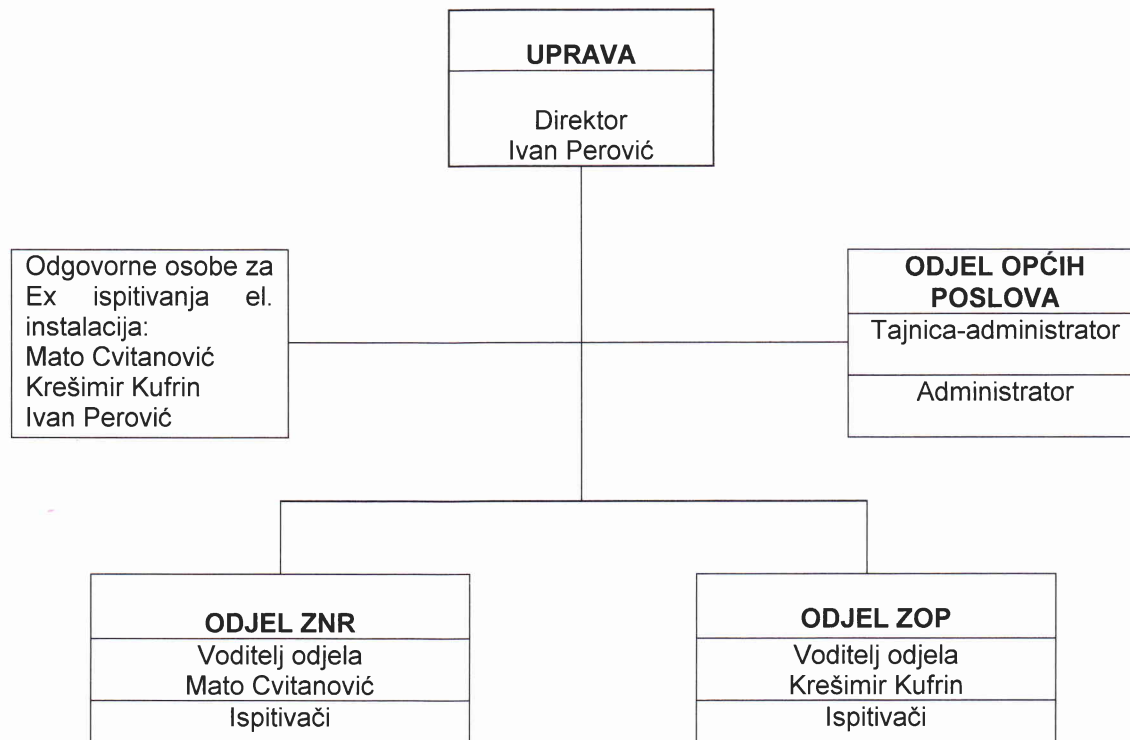 UPRAVA
Direktor
Ivan Perović
Odgovorne osobe za
Ex ispitivanja el.
instalacija:
Mato Cvitanović
Krešimir Kufrin
Ivan Perović
ODJEL OPĆIH
POSLOVA
Tajnica-administrator
Administrator
ODJEL ZNR
Voditelj odjela
Mato Cvitanović
Ispitivači
ODJEL ZOP
Voditelj odjela
Krešimir Kufrin
Ispitivači